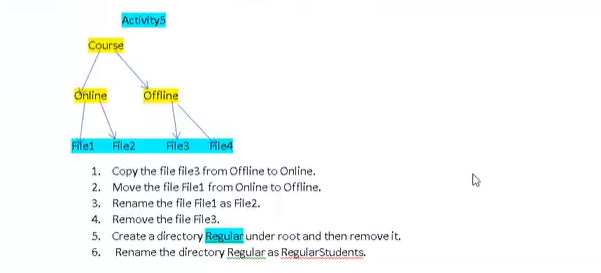 Activity5
Course
Online Offline
File1 File2 File3 File4
1. Copy the file file3 from Offline to Online.
2. Move the file File1 from Online to Offline.
3. Rename the file File1 as File2.
4. Remove the file File3.
5. Create a directory Regular under root and then remove it.
6. Rename the directory Regular as RegularStudents.